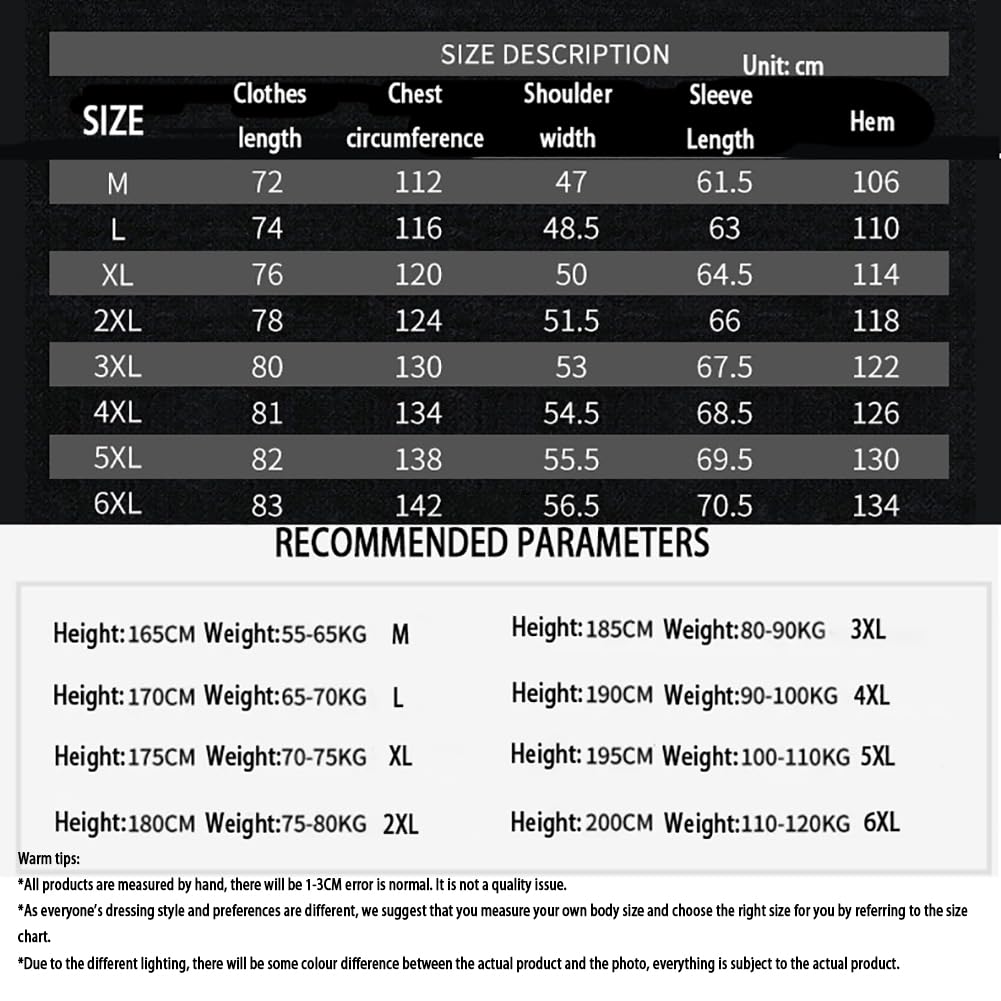 SIZE DESCRIPTION Unit: cm
SIZE Clothes length Chest circumference Shoulder width Sleeve Length Hem
M 72 112 47 61.5 106
L 74 116 48.5 63 110
XL 76 120 50 64.5 114
2XL 78 124 51.5 66 118
3XL 80 130 53 67.5 122
4XL 81 134 54.5 68.5 126
5XL 82 138 55.5 69.5 130
6XL 83 142 56.5 70.5 134
RECOMMENDED PARAMETERS
Height:165CM Weight:55-65KG M
Height:170CM Weight:65-70KG L
Height:175CM Weight:70-75KG XL
Height:180CM Weight:75-80KG 2XL
Height:185CM Weight:80-90KG 3XL
Height:190CM Weight:90-100KG 4XL
Height:195CM Weight:100-110KG 5XL
Height:200CM Weight:110-120KG 6XL
Warm tips:
*All products are measured by hand, there will be 1-3CM error is normal. It is not a quality issue.
*As everyone's dressing style and preferences are different, we suggest that you measure your own body size and choose the right size for you by referring to the size
chart.
*Due to the different lighting, there will be some colour difference between the actual product and the photo, everything is subject to the actual product.